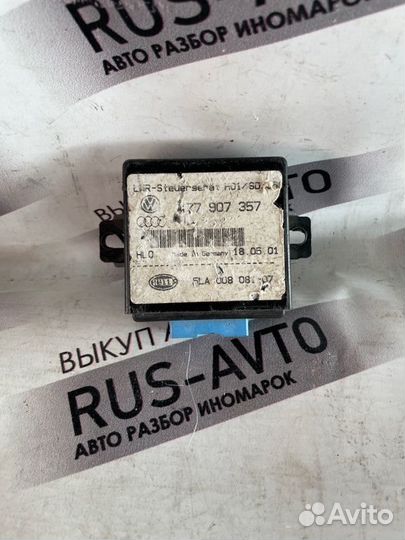 RUS-AVTO
АВТО РАЗБОР ИНОМАРОК
LWR-Steuergerät
907 357
HLO Made in Germany 18.05.01
HELLA
008
ВЫКУП
RUS-AVTO
АВТО РАЗБОР ИНОМАРОК
Avito